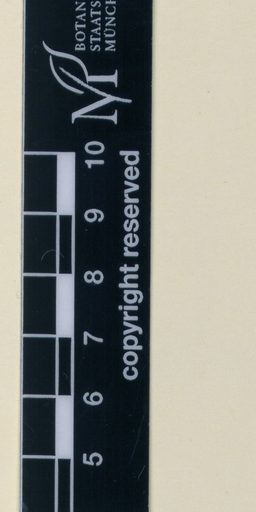 BOTAN
STAATS
MÜNCH
M
10
9
8
7
6
5
copyright reserved